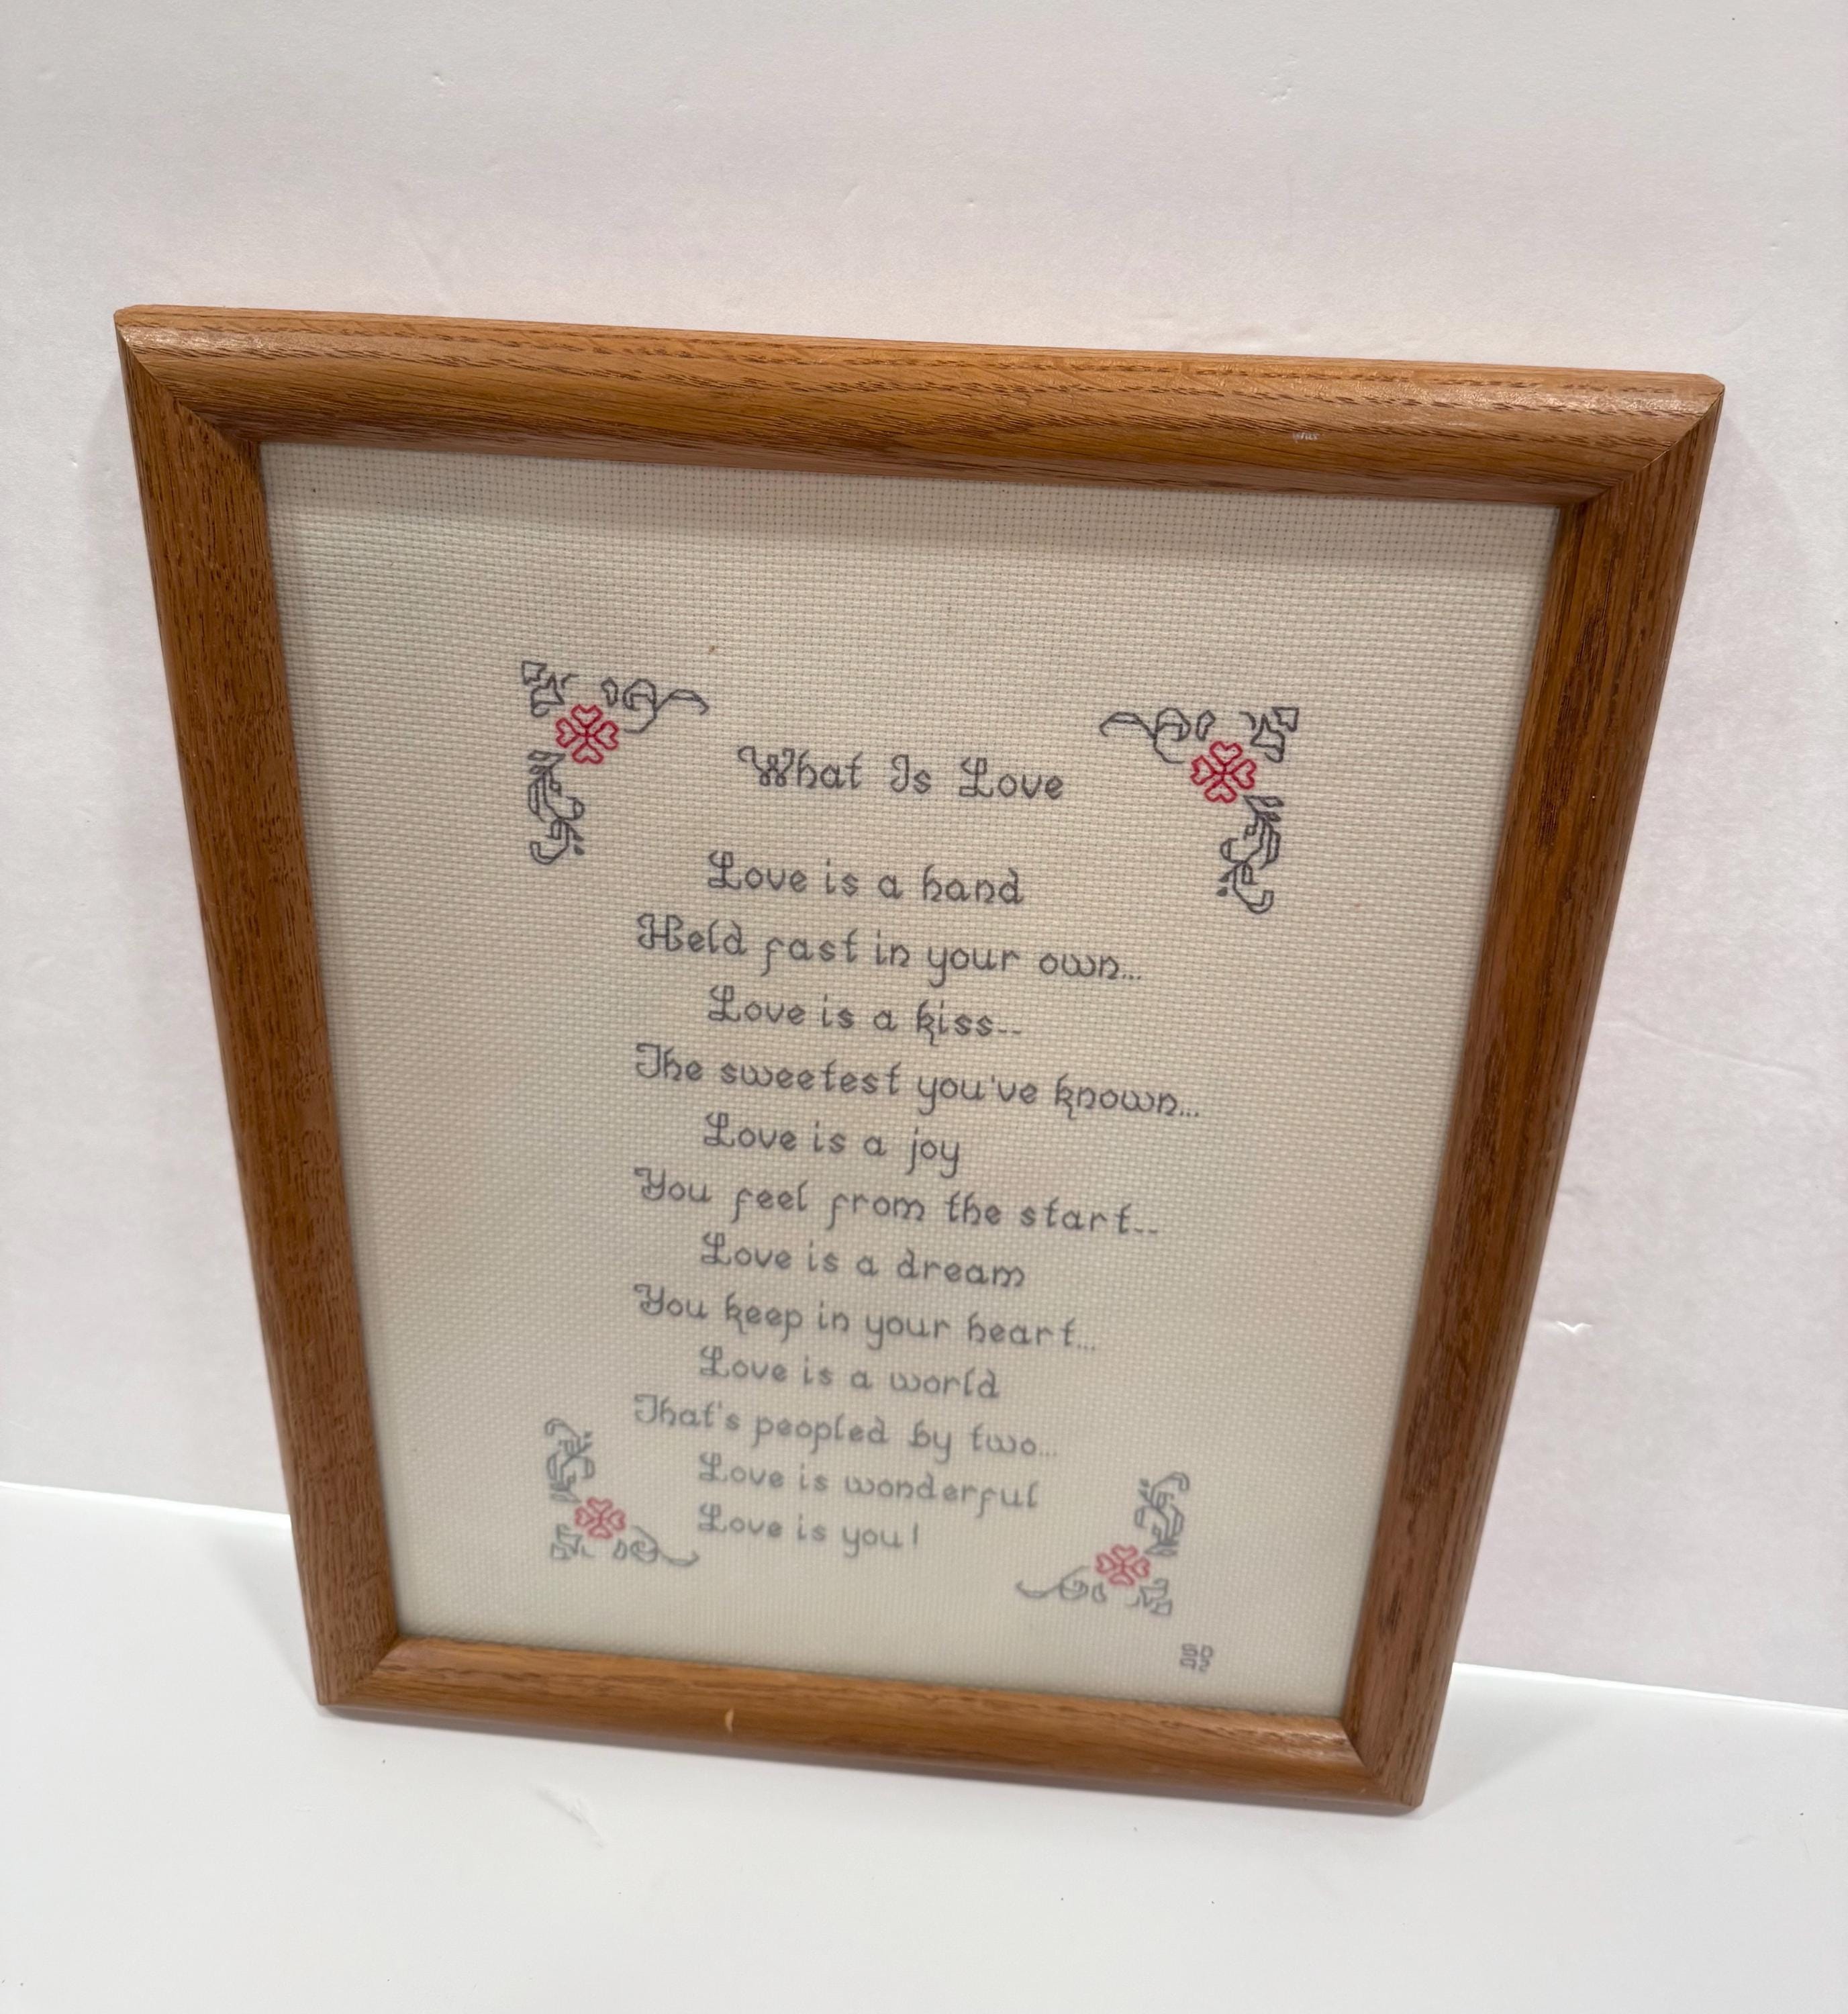 What Is Love
Love is a hand
Held fast in your own...
Love is a kiss--
The sweetest you've known...
Love is a joy
You feel from the start--
Love is a dream
You keep in your heart...
Love is a world
That's peopled by two...
Love is wonderful
Love is you!